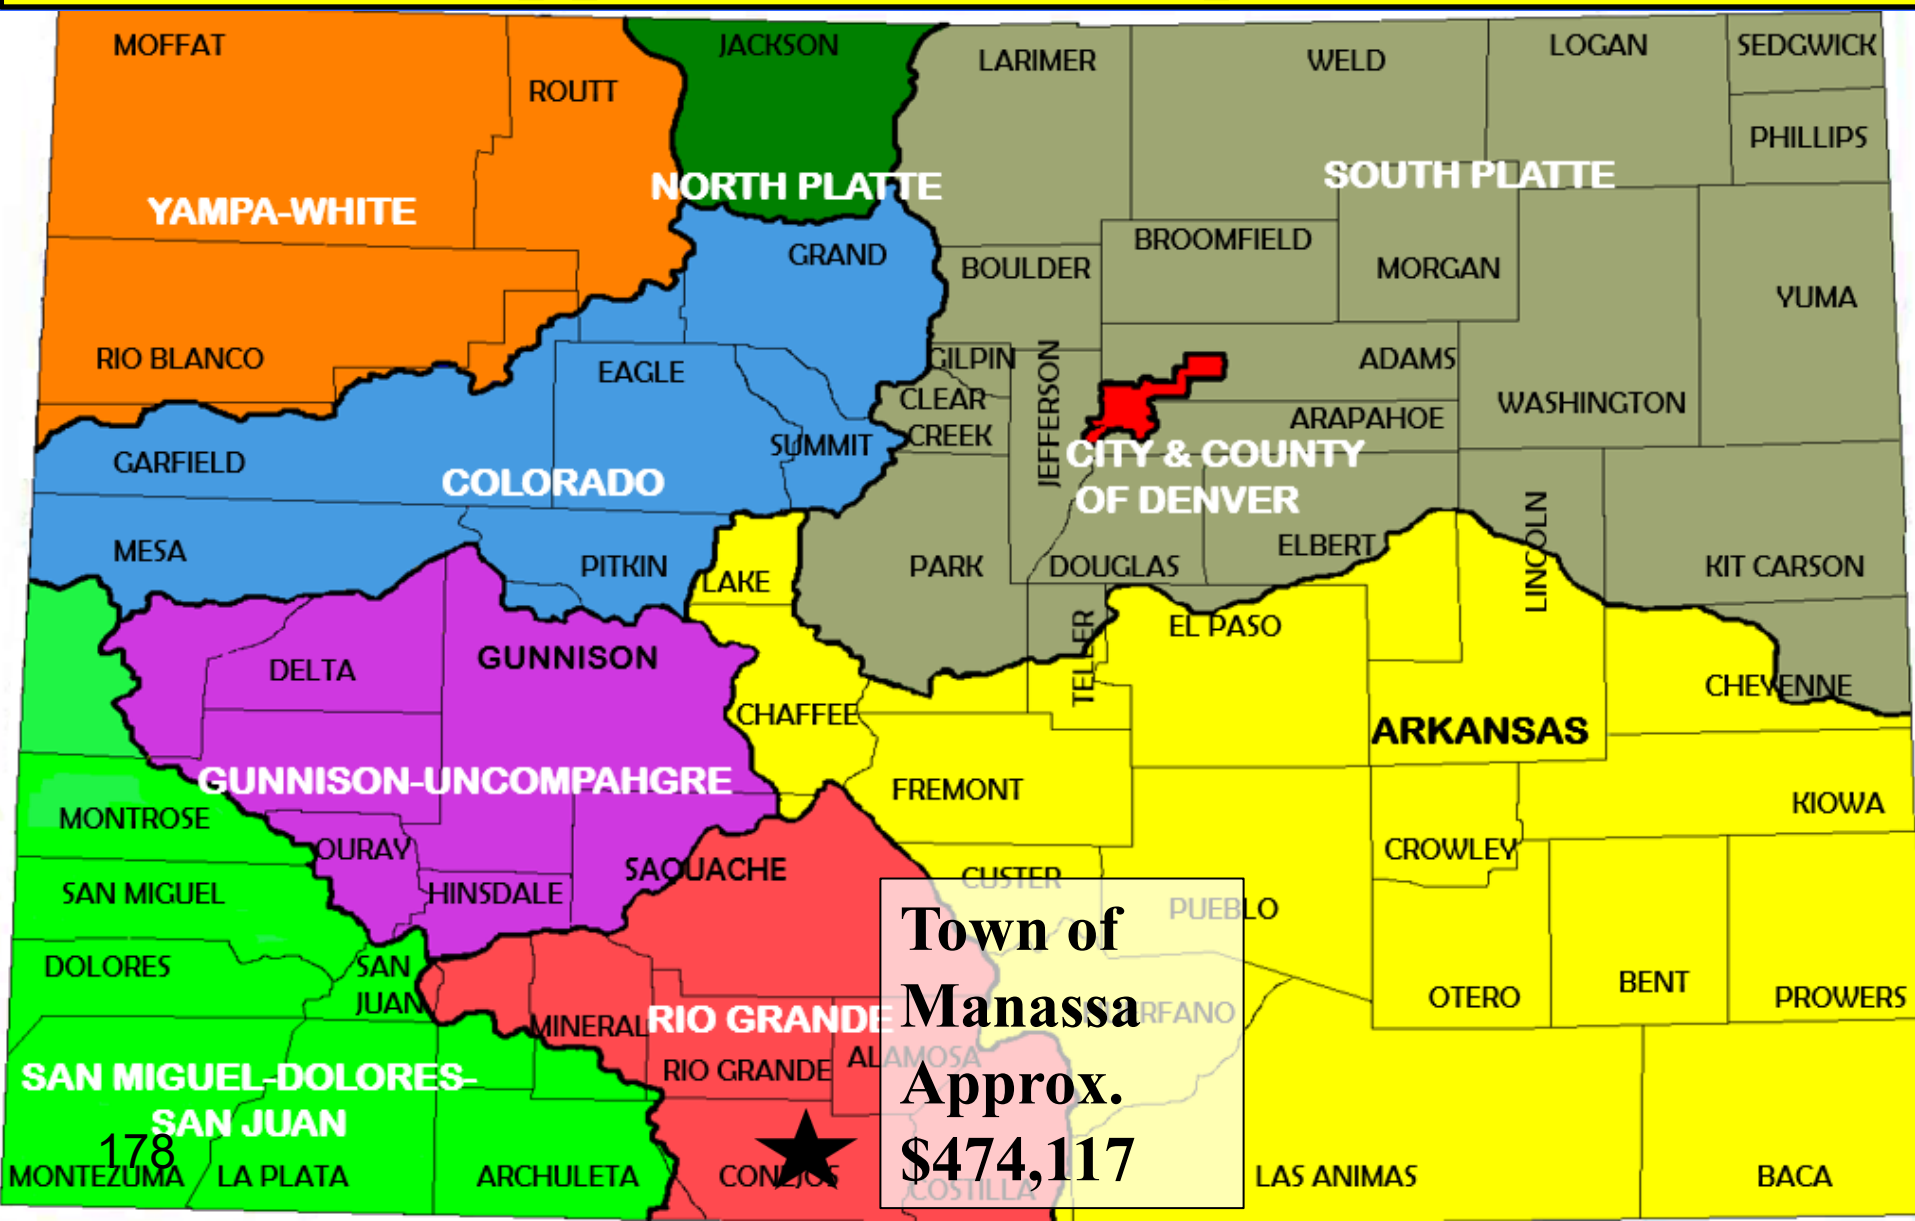 MOFFAT
JACKSON
LOGAN
SEDGWICK
LARIMER
WELD
ROUTT
PHILLIPS
NORTH PLATTE
SOUTH PLATTE
YAMPA-WHITE
BROOMFIELD
GRAND
BOULDER
MORGAN
YUMA
RIO BLANCO
EAGLE
GILPIN
ADAMS
CLEAR
CREEK
JEFFERSON
WASHINGTON
ARAPAHOE
SUMMIT
GARFIELD
COLORADO
CITY & COUNTY
OF DENVER
MESA
PITKIN
LAKE
PARK
DOUGLAS
ELBERT
LINCOLN
KIT CARSON
EL PASO
TELLER
DELTA
GUNNISON
CHEYENNE
CHAFFEE
ARKANSAS
GUNNISON-UNCOMPAHGRE
FREMONT
KIOWA
MONTROSE
OURAY
CROWLEY
SAOUACHE
CUSTER
SAN MIGUEL
HINSDALE
PUEBLO
Town of
Manassa
Approx.
$474,117
DOLORES
SAN
JUAN
BENT
OTERO
PROWERS
MINERAL
RIO GRANDE
RIO GRANDE
ALAMOSA
SAN MIGUEL-DOLORES-
SAN JUAN
178
MONTEZUMA
LA PLATA
ARCHULETA
CONEJOS
COSTILLA
LAS ANIMAS
BACA